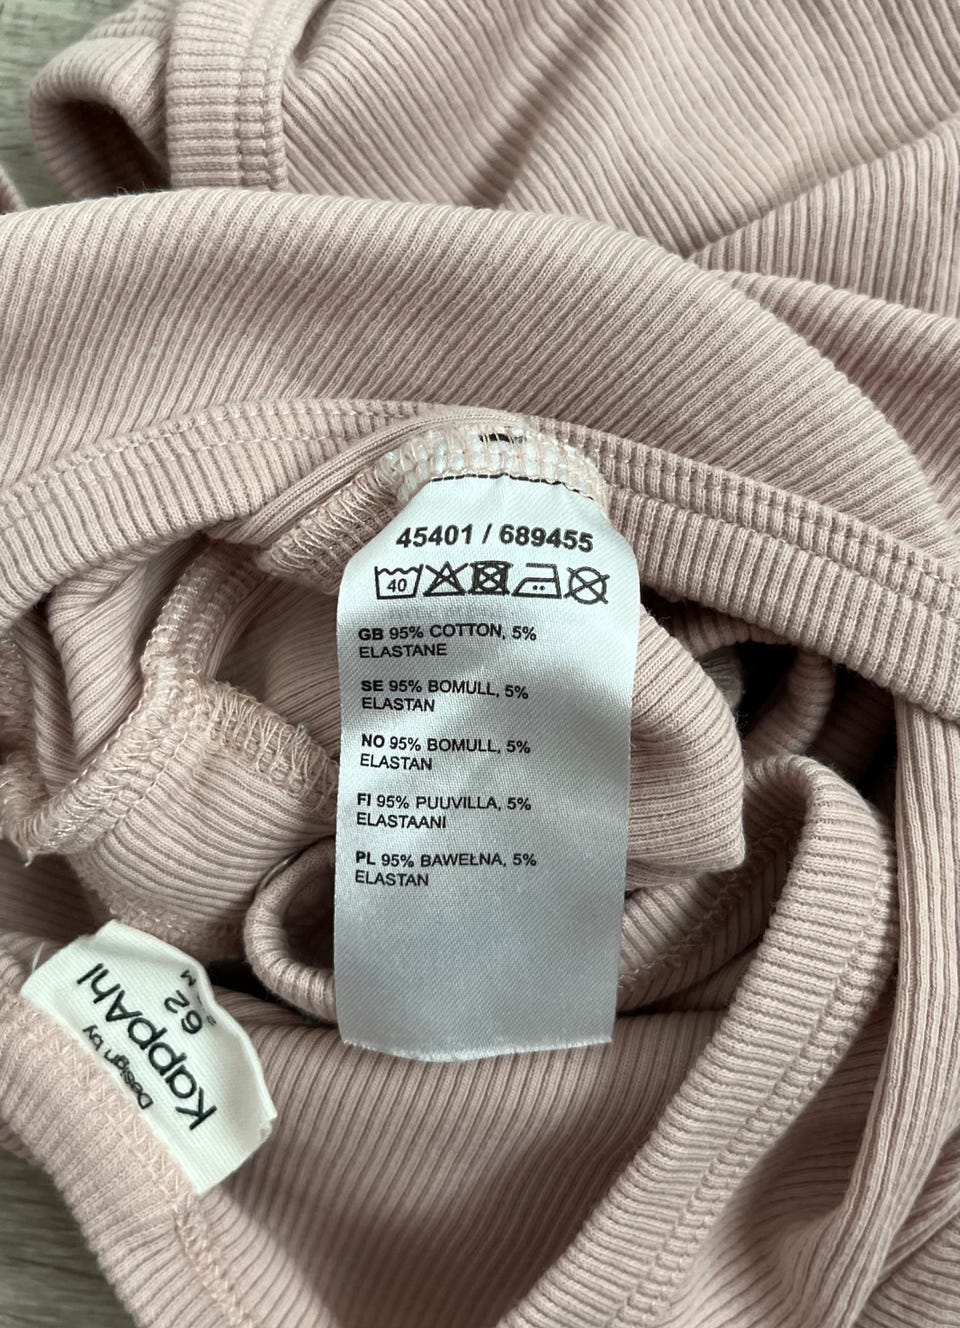 45401 / 689455
40
GB 95% COTTON, 5%
ELASTANE
SE 95% BOMULL, 5%
ELASTAN
NO 95% BOMULL, 5%
ELASTAN
FI 95% PUUVILLA, 5%
ELASTAANI
PL 95% BAWEŁNA, 5%
ELASTAN
Design by
KappAhl
62
M